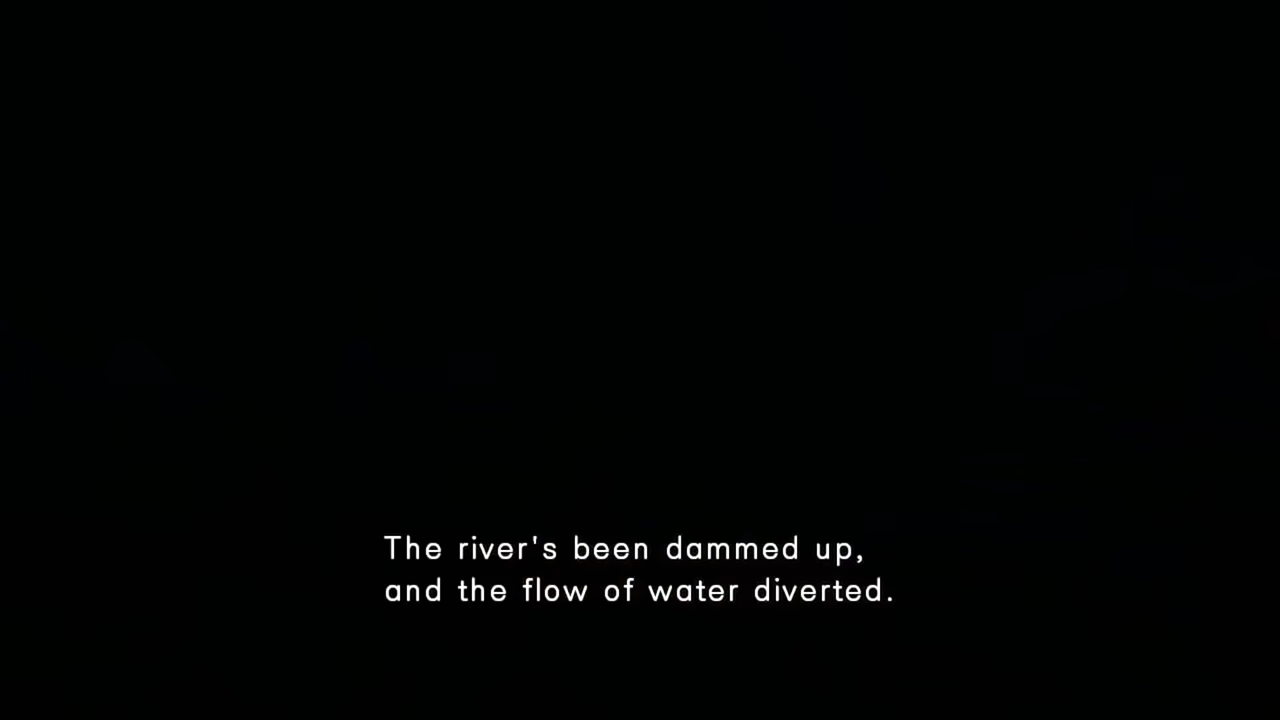 The river's been dammed up,
and the flow of water diverted.